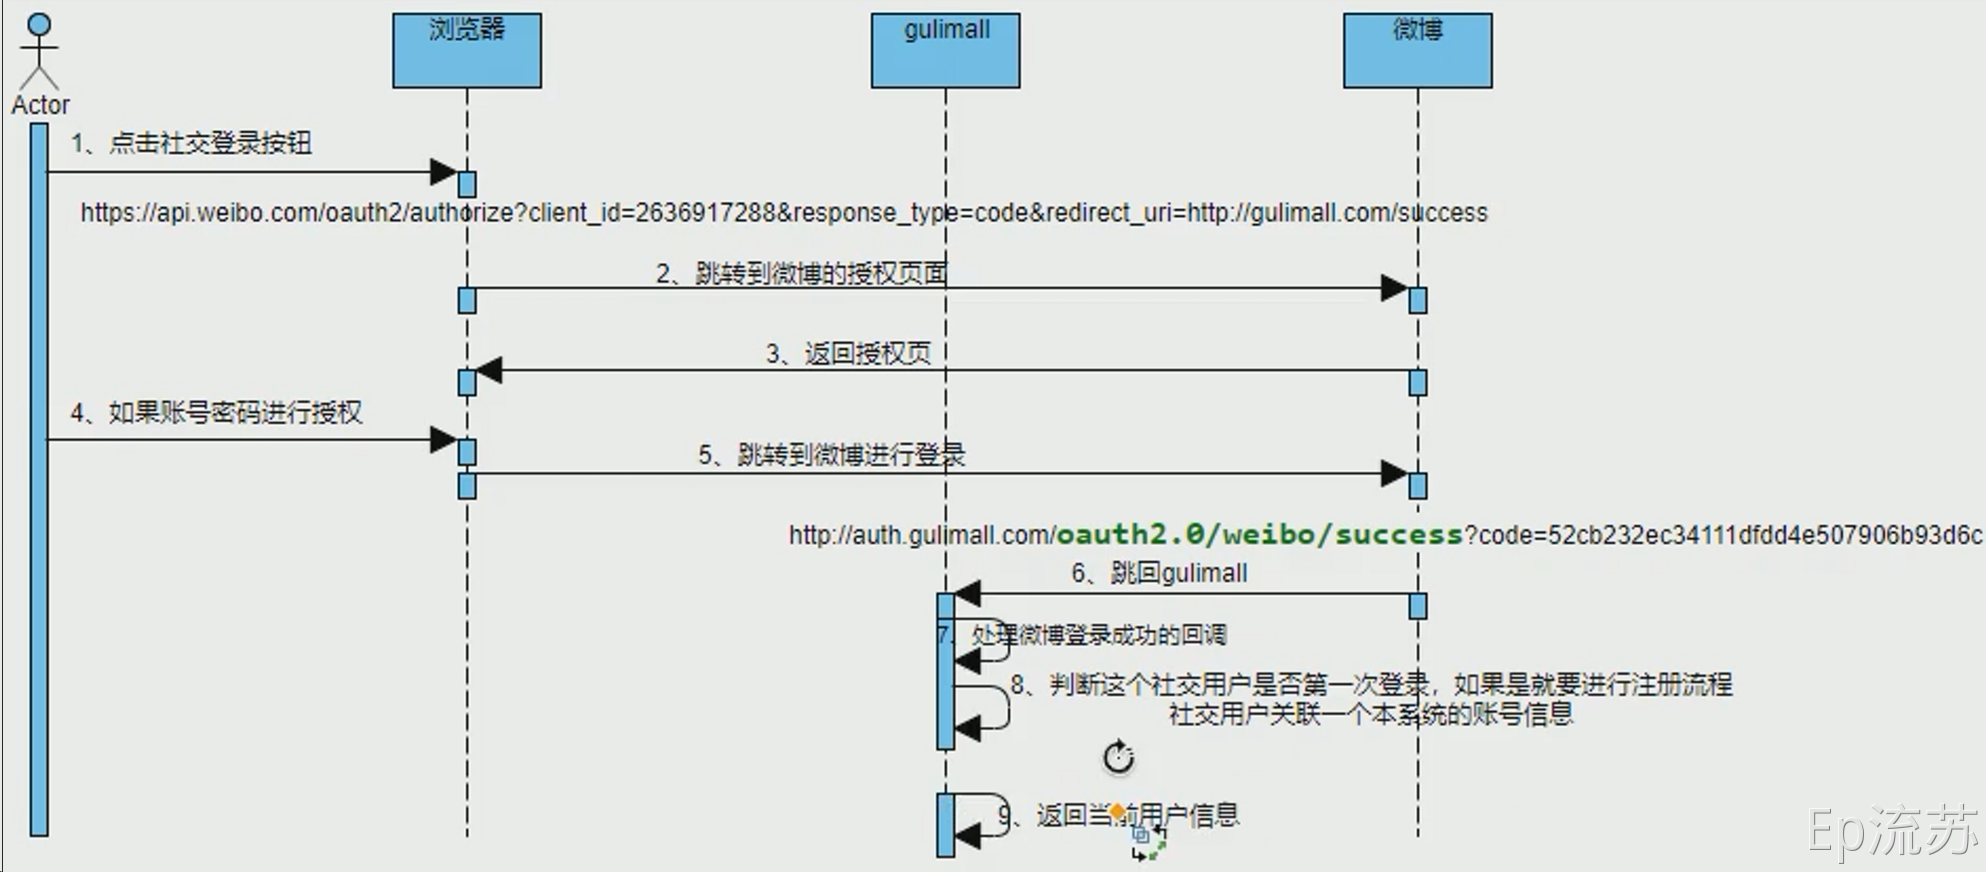 浏览器
gulimall
微博
Actor
1、点击社交登录按钮
https://api.weibo.com/oauth2/authorize?client_id=2636917288&response_type=code&redirect_uri=http://gulimall.com/success
2、跳转到微博的授权页面
3、返回授权页
4、如果账号密码进行授权
5、跳转到微博进行登录
http://auth.gulimall.com/oauth2.0/weibo/success?code=52cb232ec34111dfdd4e507906b93d6c
6、跳回gulimall
7、处理微博登录成功的回调
8、判断这个社交用户是否第一次登录，如果是就要进行注册流程
社交用户关联一个本系统的账号信息
9、返回当前用户信息
Ep流苏